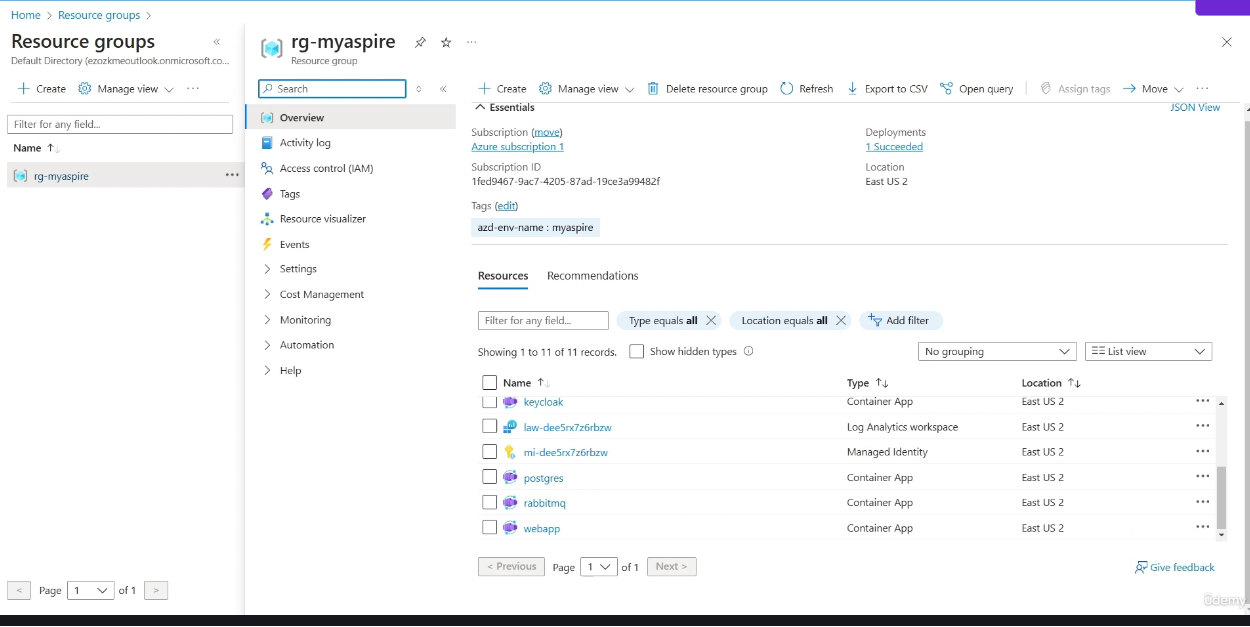 Home > Resource groups >
Resource groups «
Default Directory (ezozkmeoutlook.onmicrosoft.co...
+ Create Manage view ...
Filter for any field...
Name ↑↓
rg-myaspire ...
< Page 1 of 1 >
rg-myaspire ...
Resource group
Search «
Overview
Activity log
Access control (IAM)
Tags
Resource visualizer
Events
> Settings
> Cost Management
> Monitoring
> Automation
> Help
+ Create Manage view Delete resource group Refresh Export to CSV Open query Assign tags Move ...
Essentials JSON View
Subscription (move)
Azure subscription 1
Subscription ID
1fed9467-9ac7-4205-87ad-19ce3a99482f
Deployments
1 Succeeded
Location
East US 2
Tags (edit)
azd-env-name : myaspire
Resources Recommendations
Filter for any field... Type equals all Location equals all Add filter
Showing 1 to 11 of 11 records. Show hidden types No grouping List view
Name ↑↓ Type ↑↓ Location ↑↓
keycloak Container App East US 2 ...
law-dee5rx7z6rbzw Log Analytics workspace East US 2 ...
mi-dee5rx7z6rbzw Managed Identity East US 2 ...
postgres Container App East US 2 ...
rabbitmq Container App East US 2 ...
webapp Container App East US 2 ...
< Previous Page 1 of 1 Next > Give feedback
Udemy